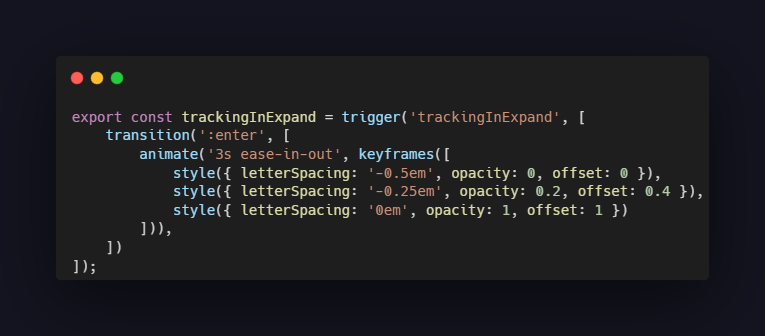 export const trackingInExpand = trigger('trackingInExpand', [
    transition(':enter', [
        animate('3s ease-in-out', keyframes([
            style({ letterSpacing: '-0.5em', opacity: 0, offset: 0 }),
            style({ letterSpacing: '-0.25em', opacity: 0.2, offset: 0.4 }),
            style({ letterSpacing: '0em', opacity: 1, offset: 1 })
        ])),
    ])
]);